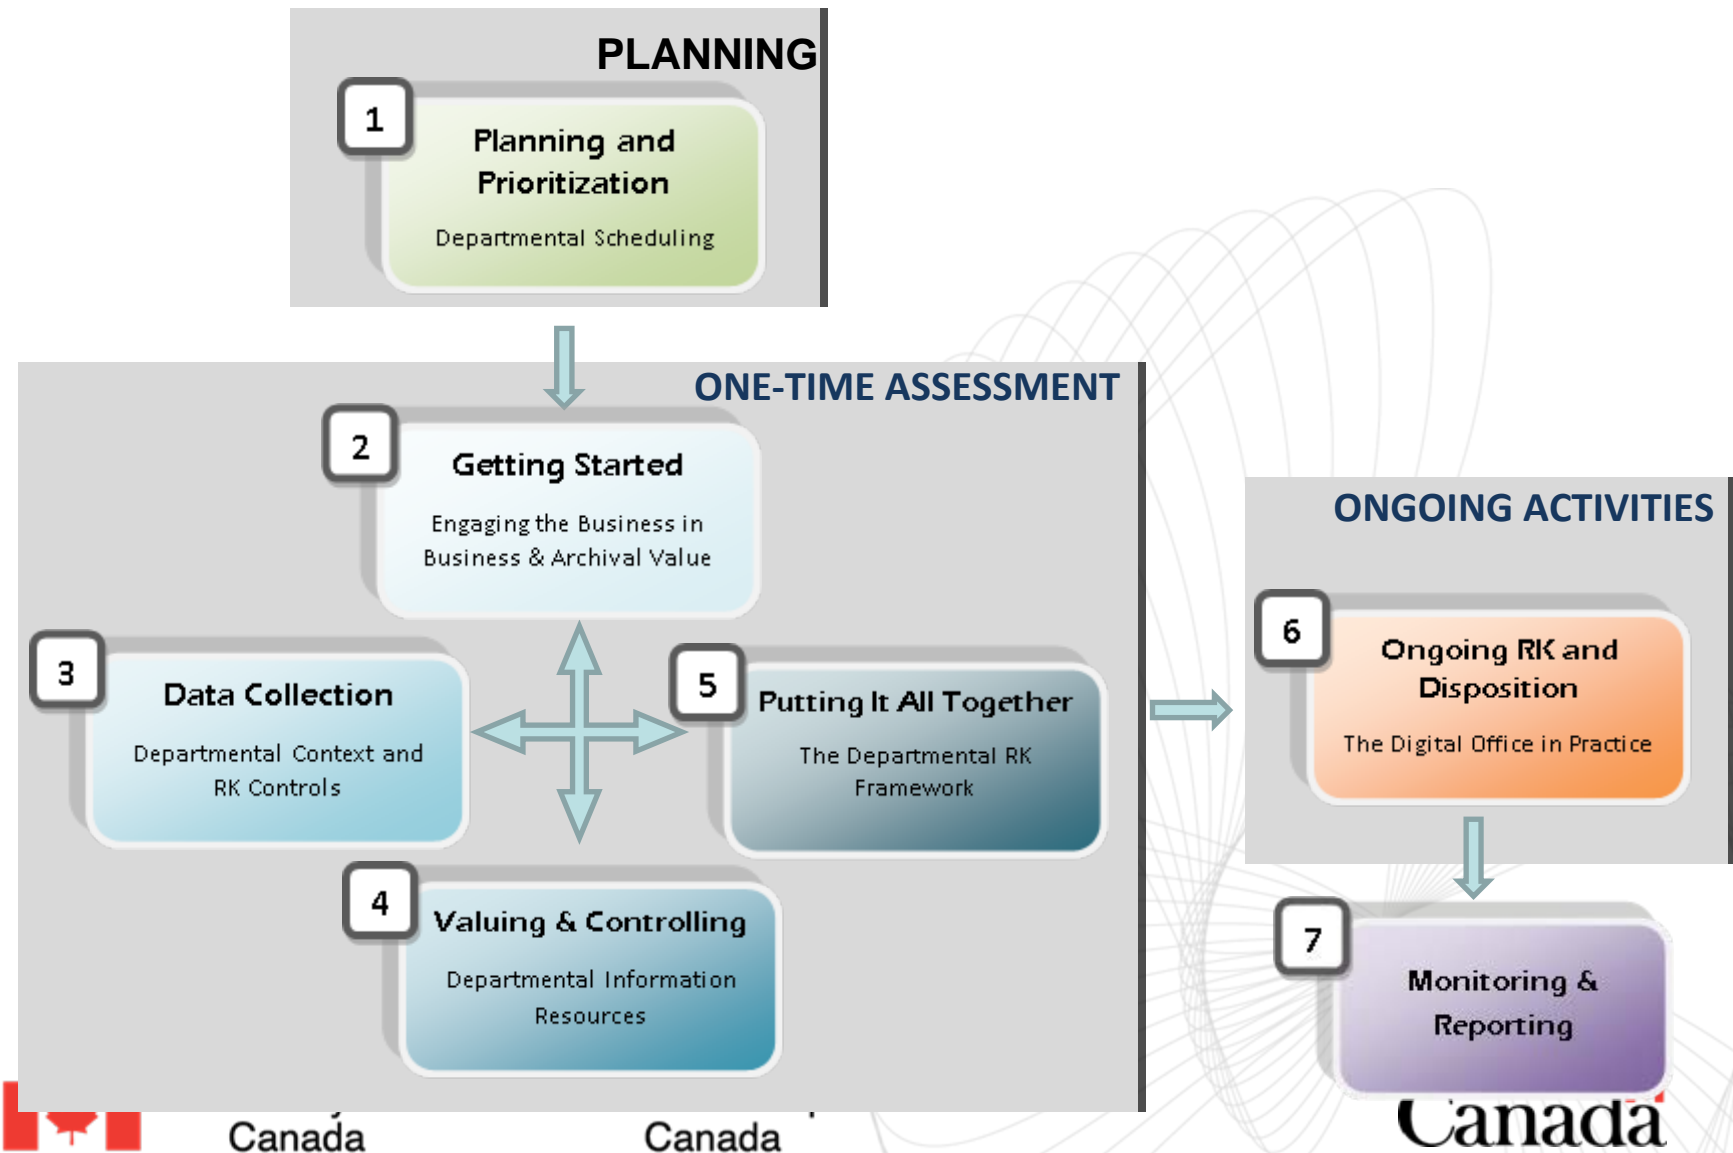 PLANNING
1
Planning and
Prioritization
Departmental Scheduling
ONE-TIME ASSESSMENT
2
Getting Started
Engaging the Business in
Business & Archival Value
3
Data Collection
Departmental Context and
RK Controls
5
Putting It All Together
The Departmental RK
Framework
4
Valuing & Controlling
Departmental Information
Resources
ONGOING ACTIVITIES
6
Ongoing RK and
Disposition
The Digital Office in Practice
7
Monitoring &
Reporting
Canada
Canada
Canada